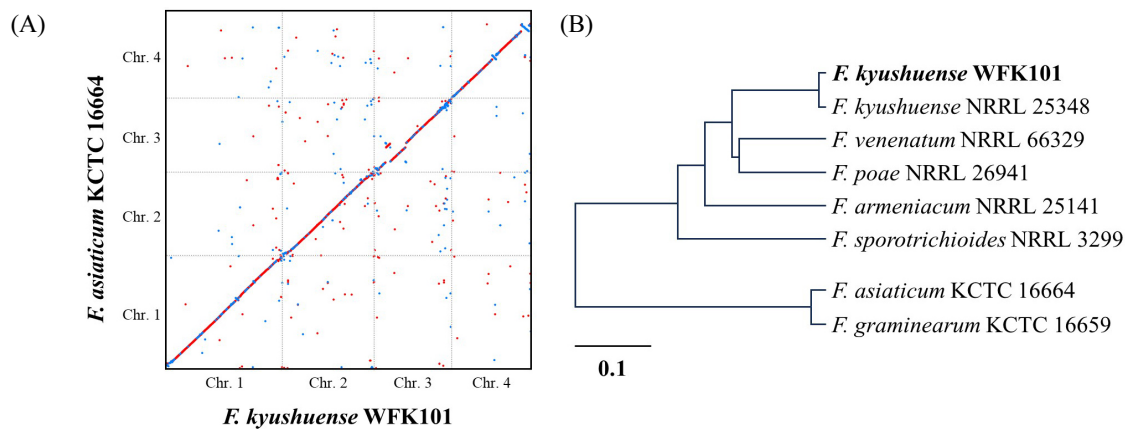 (A)
Chr. 4
Chr. 3
Chr. 2
Chr. 1
F. asiaticum KCTC 16664
Chr. 1
Chr. 2
Chr. 3
Chr. 4
F. kyushuense WFK101
(B)
F. kyushuense WFK101
F. kyushuense NRRL 25348
F. venenatum NRRL 66329
F. poae NRRL 26941
F. armeniacum NRRL 25141
F. sporotrichioides NRRL 3299
F. asiaticum KCTC 16664
F. graminearum KCTC 16659
0.1